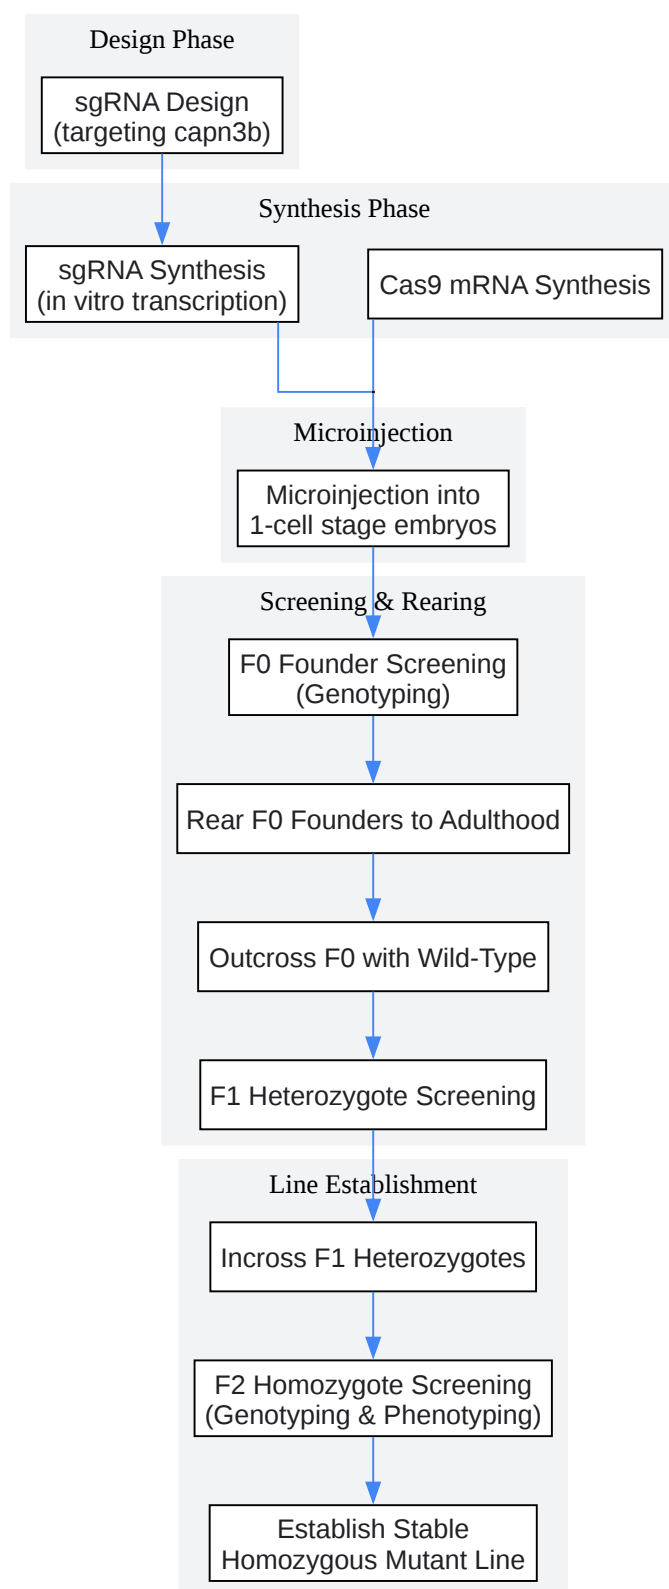 Design Phase
sgRNA Design
(targeting capn3b)
Synthesis Phase
sgRNA Synthesis
(in vitro transcription)
Cas9 mRNA Synthesis
Microinjection
Microinjection into
1-cell stage embryos
Screening & Rearing
F0 Founder Screening
(Genotyping)
Rear F0 Founders to Adulthood
Outcross F0 with Wild-Type
F1 Heterozygote Screening
Line Establishment
Incross F1 Heterozygotes
F2 Homozygote Screening
(Genotyping & Phenotyping)
Establish Stable
Homozygous Mutant Line